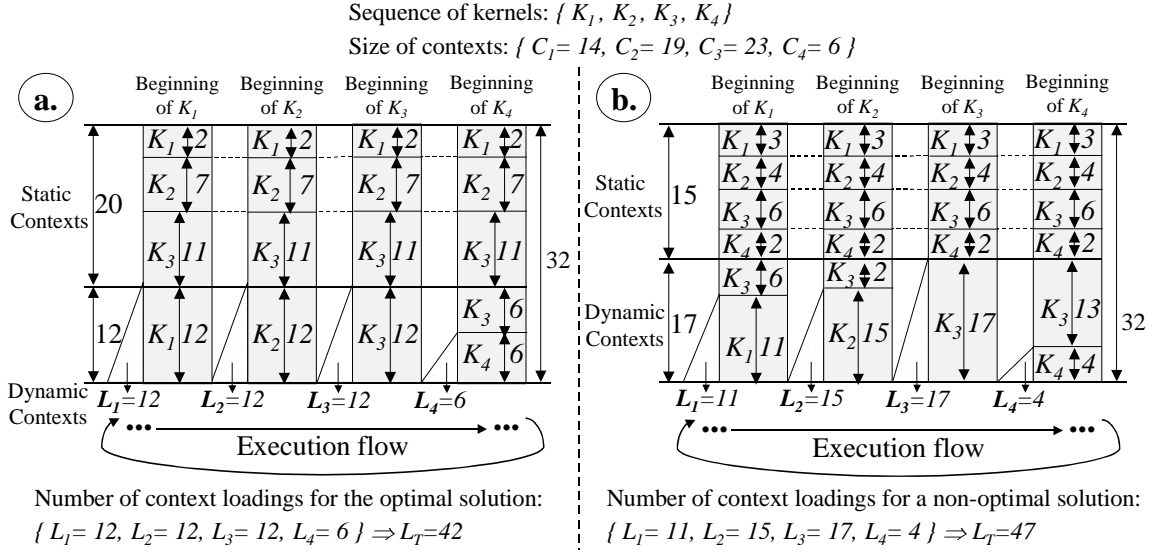 Sequence of kernels: { K1, K2, K3, K4 }
Size of contexts: { C1= 14, C2= 19, C3= 23, C4= 6 }
a.
Beginning of K1
Beginning of K2
Beginning of K3
Beginning of K4
Static Contexts
20
12
Dynamic Contexts
K1 2
K2 7
K3 11
K1 12
K1 2
K2 7
K3 11
K2 12
K1 2
K2 7
K3 11
K3 12
K1 2
K2 7
K3 11
K3 6
K4 6
32
L1=12
L2=12
L3=12
L4=6
••• Execution flow •••
Number of context loadings for the optimal solution:
{ L1= 12, L2= 12, L3= 12, L4= 6 } ⇒ LT=42
b.
Beginning of K1
Beginning of K2
Beginning of K3
Beginning of K4
Static Contexts
15
Dynamic Contexts
17
K1 3
K2 4
K3 6
K4 2
K3 6
K1 11
K1 3
K2 4
K3 6
K4 2
K3 2
K2 15
K1 3
K2 4
K3 6
K4 2
K3 17
K1 3
K2 4
K3 6
K4 2
K3 13
K4 4
32
L1=11
L2=15
L3=17
L4=4
••• Execution flow •••
Number of context loadings for a non-optimal solution:
{ L1= 11, L2= 15, L3= 17, L4= 4 } ⇒ LT=47